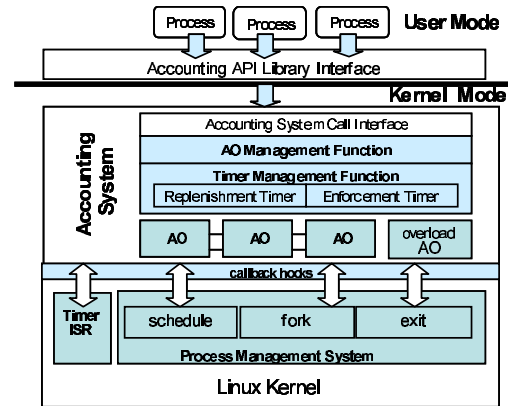 Process Process Process User Mode
Accounting API Library Interface
Kernel Mode
Accounting System
Accounting System Call Interface
AO Management Function
Timer Management Function
Replenishment Timer Enforcement Timer
AO AO AO overload
AO
callback hooks
Timer
ISR
schedule fork exit
Process Management System
Linux Kernel